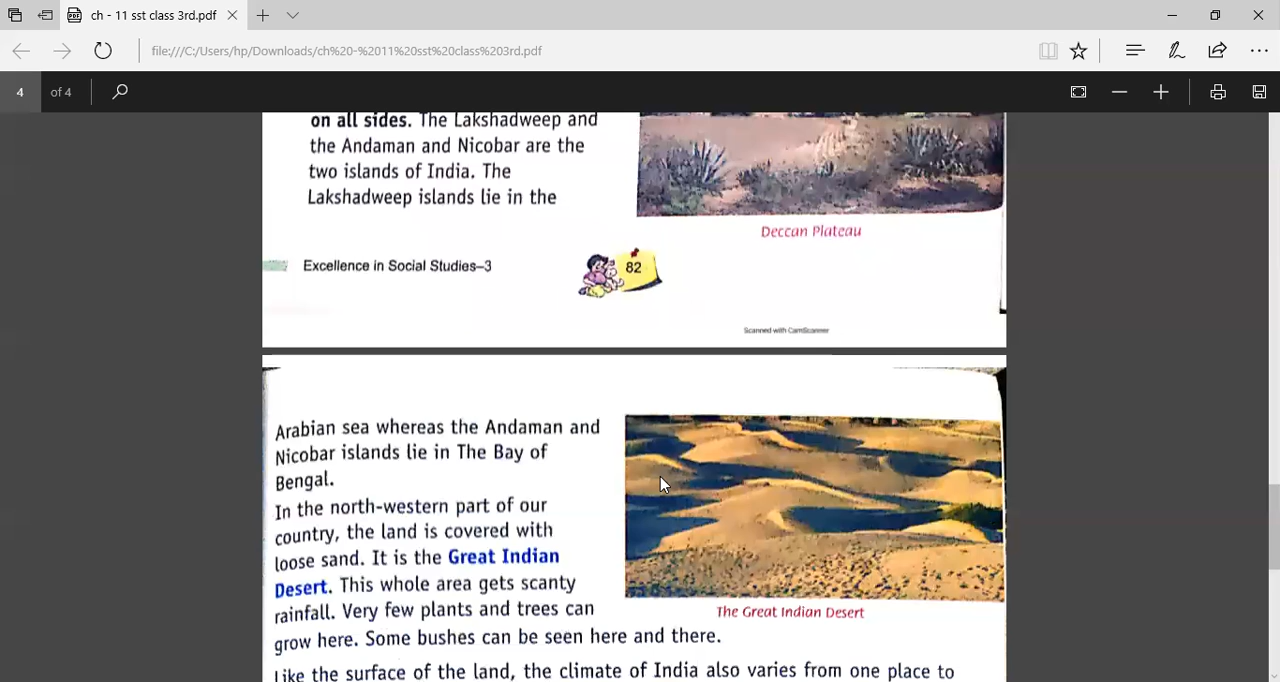 ch - 11 sst class 3rd.pdf
file:///C:/Users/hp/Downloads/ch%20-%2011%20sst%20class%203rd.pdf
4 of 4
on all sides. The Lakshadweep and
the Andaman and Nicobar are the
two islands of India. The
Lakshadweep islands lie in the
Deccan Plateau
Excellence in Social Studies–3
82
Scanned with CamScanner
Arabian sea whereas the Andaman and
Nicobar islands lie in The Bay of
Bengal.
In the north-western part of our
country, the land is covered with
loose sand. It is the Great Indian
Desert. This whole area gets scanty
rainfall. Very few plants and trees can
grow here. Some bushes can be seen here and there.
The Great Indian Desert
Like the surface of the land, the climate of India also varies from one place to